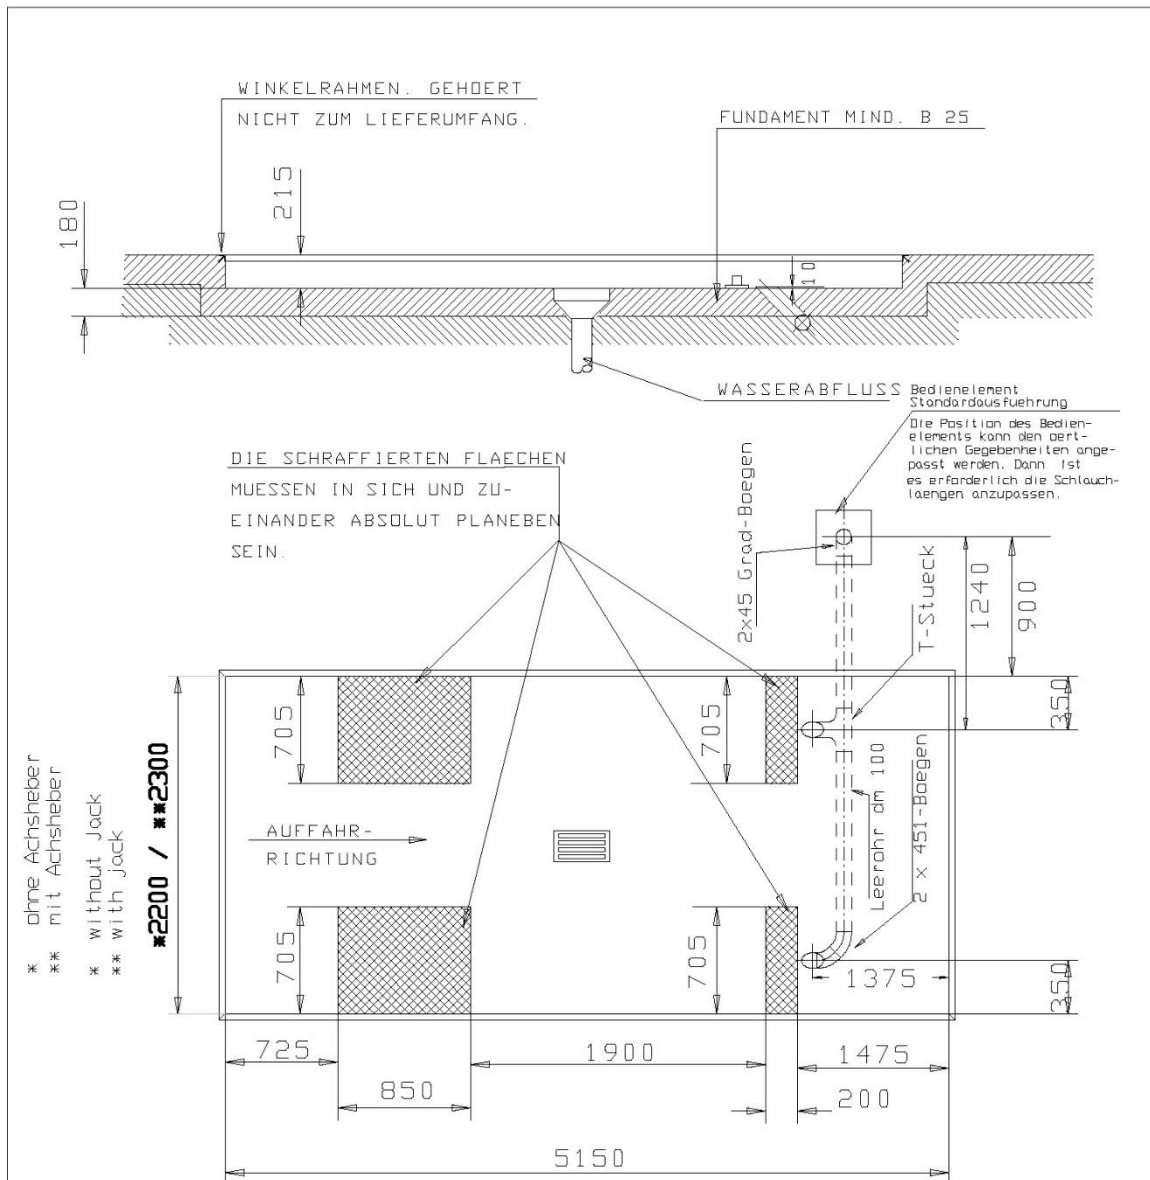 WINKELRAHMEN. GEHOERT
NICHT ZUM LIEFERUMFANG.
FUNDAMENT MIND. B 25
215
180
10
WASSERABFLUSS
Bedienelement
Standardausfuehrung
Die Position des Bedien-
elements kann den oert-
lichen Gegebenheiten ange-
passt werden. Dann ist
es erforderlich die Schlauch-
laengen anzupassen.
DIE SCHRAFFIERTEN FLAECHEN
MUESSEN IN SICH UND ZU-
EINANDER ABSOLUT PLANEBEN
SEIN.
2x45 Grad-Boegen
T-Stueck
1240
900
350
705
705
* ohne Achsheber
** mit Achsheber
* without Jack
** with jack
*2200 / **2300
AUFFAHR-
RICHTUNG
Leerohr dm 100
2 x 451-Boegen
705
705
1375
350
725
1900
1475
850
200
5150